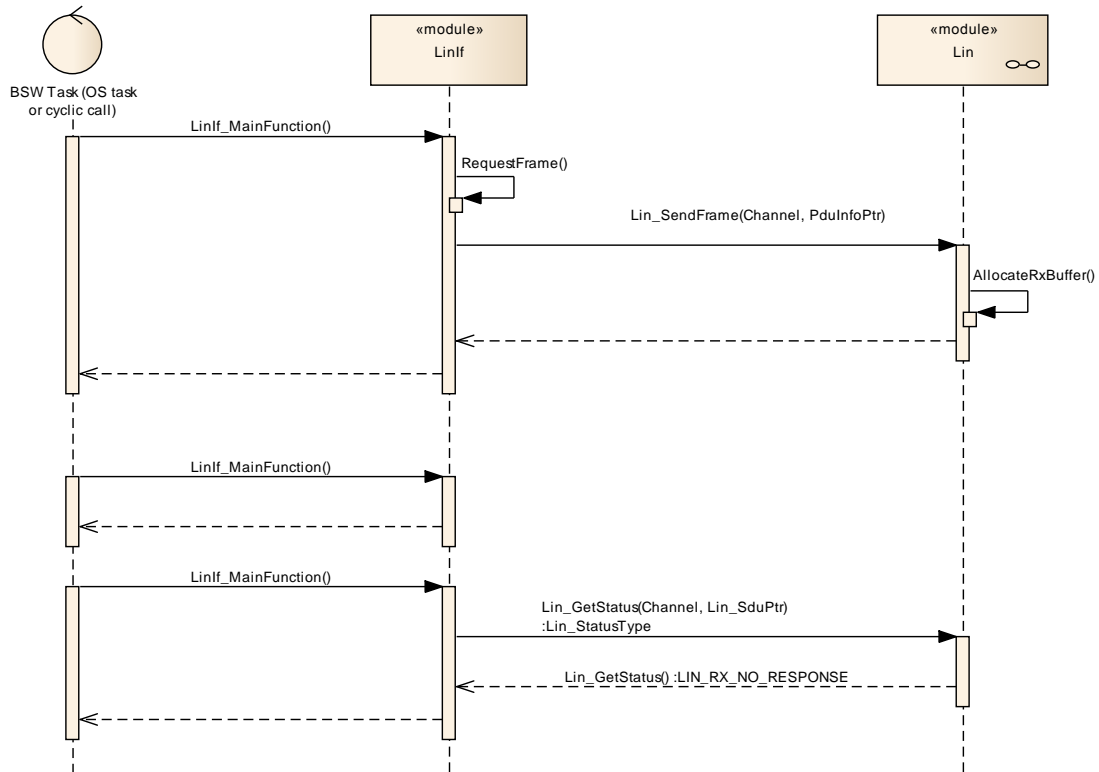 «module»
LinIf
«module»
Lin
BSW Task (OS task
or cyclic call)
LinIf_MainFunction()
RequestFrame()
Lin_SendFrame(Channel, PduInfoPtr)
AllocateRxBuffer()
LinIf_MainFunction()
LinIf_MainFunction()
Lin_GetStatus(Channel, Lin_SduPtr)
:Lin_StatusType
Lin_GetStatus() :LIN_RX_NO_RESPONSE